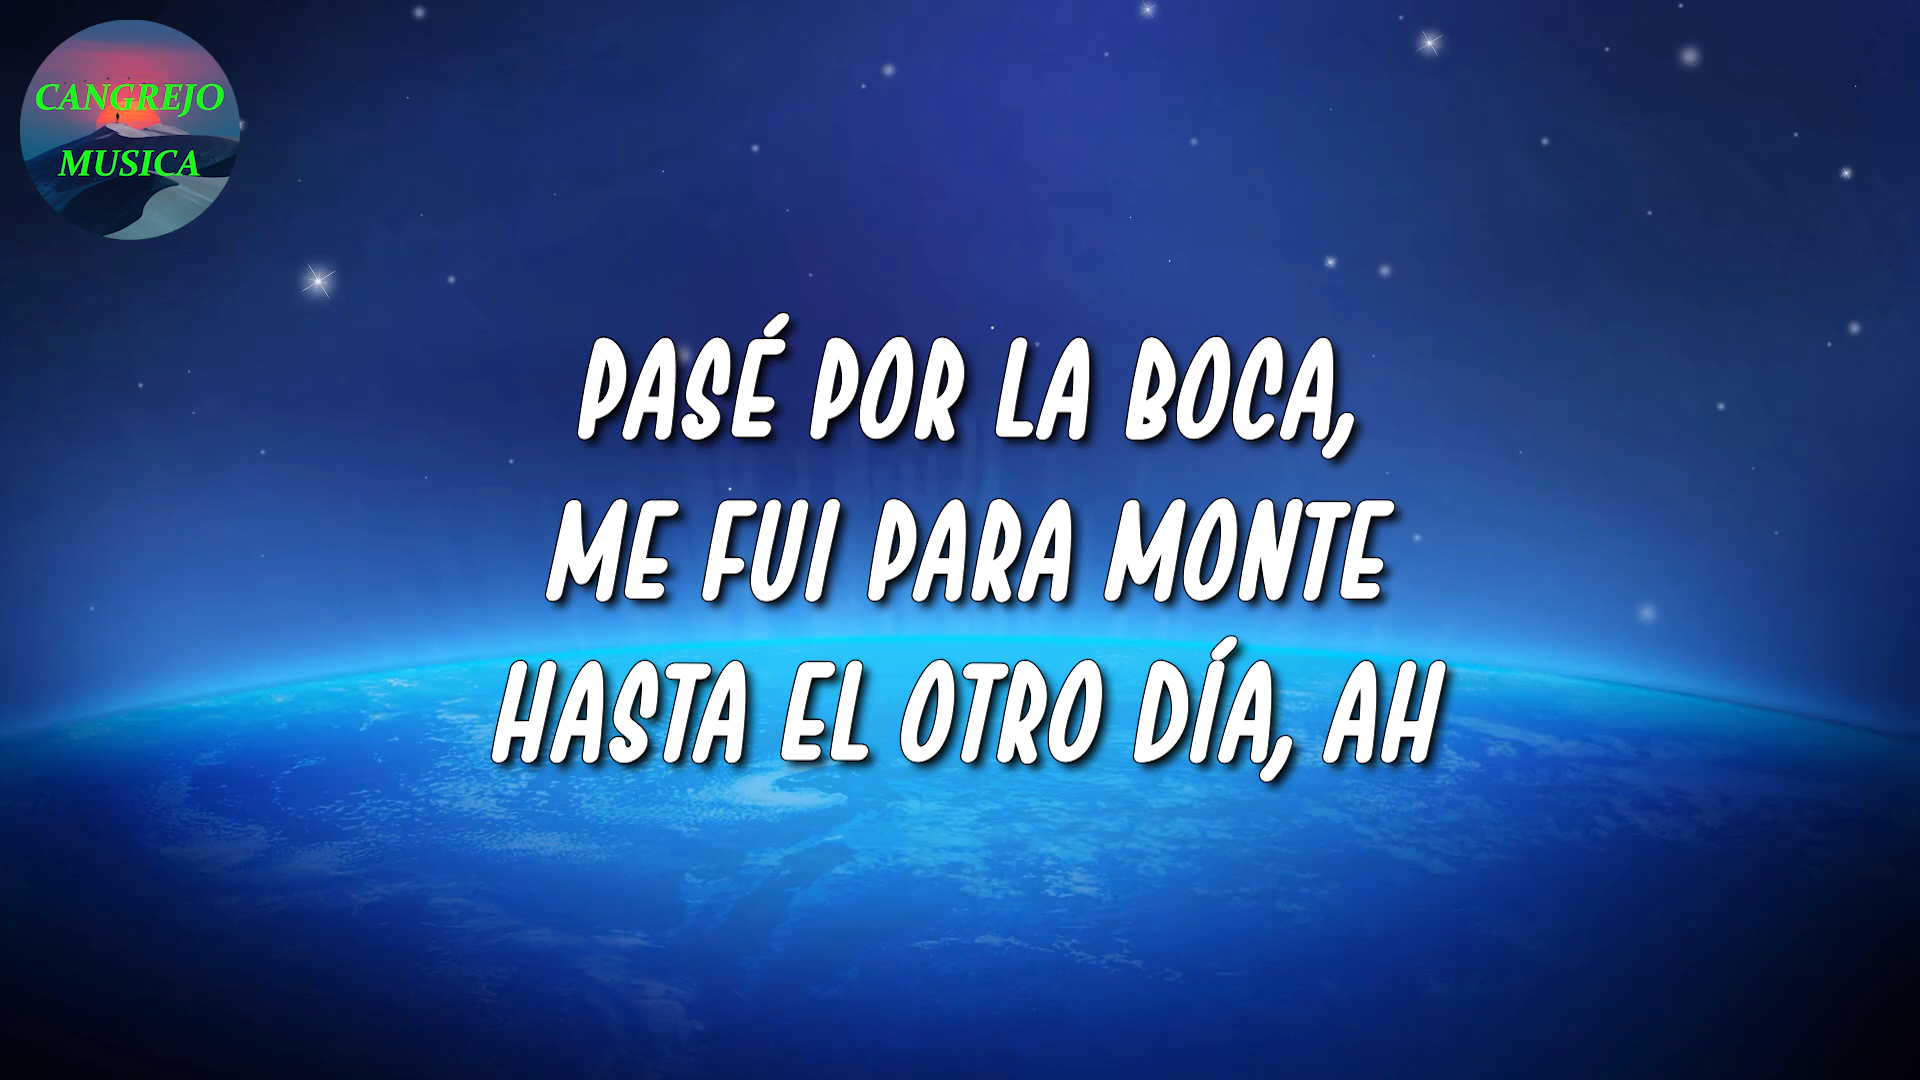 CANGREJO
MUSICA
PASÉ POR LA BOCA,
ME FUI PARA MONTE
HASTA EL OTRO DÍA, AH